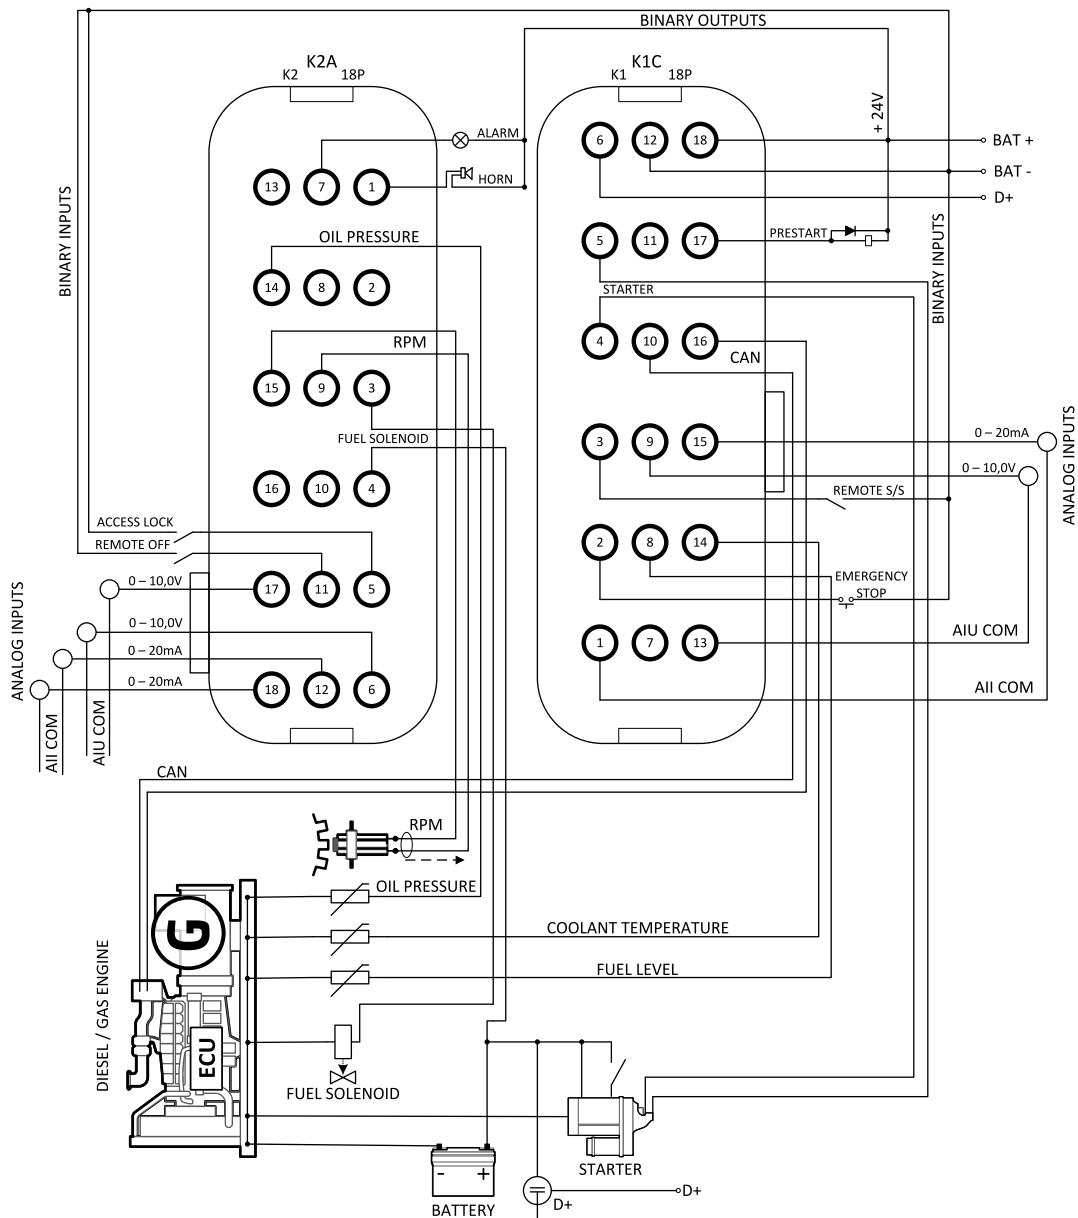 BINARY OUTPUTS
K2A
K2 18P
K1C
K1 18P
+ 24V
ALARM
HORN
6 12 18
BAT +
BAT -
D+
13 7 1
BINARY INPUTS
OIL PRESSURE
5 11 17
PRESTART
BINARY INPUTS
14 8 2
STARTER
RPM
4 10 16
CAN
15 9 3
FUEL SOLENOID
3 9 15
0 – 20mA
0 – 10,0V
ANALOG INPUTS
16 10 4
REMOTE S/S
ACCESS LOCK
REMOTE OFF
2 8 14
EMERGENCY
STOP
0 – 10,0V
17 11 5
ANALOG INPUTS
0 – 10,0V
0 – 20mA
0 – 20mA
18 12 6
1 7 13
AIU COM
AII COM
AII COM
AIU COM
CAN
RPM
OIL PRESSURE
G
COOLANT TEMPERATURE
FUEL LEVEL
DIESEL / GAS ENGINE
ECU
FUEL SOLENOID
STARTER
- +
BATTERY
D+
D+